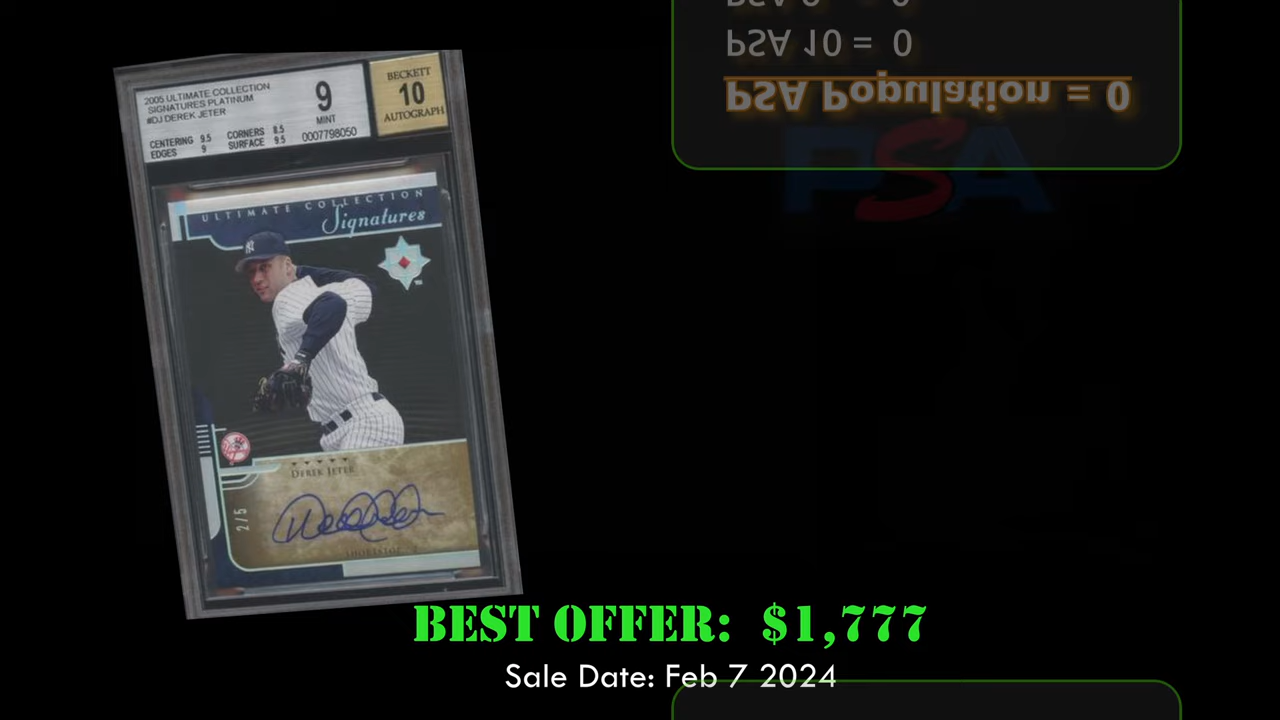 2005 ULTIMATE COLLECTION
SIGNATURES PLATINUM
#DJ DEREK JETER
CENTERING 9.5 CORNERS 8.5
EDGES 9 SURFACE 9.5
9
MINT
0007798050
BECKETT
10
AUTOGRAPH
ULTIMATE COLLECTION
Signatures
DEREK JETER
2/5
SHORTSTOP
PSA 10 = 0
PSA Population = 0
PSA
BEST OFFER: $1,777
Sale Date: Feb 7 2024